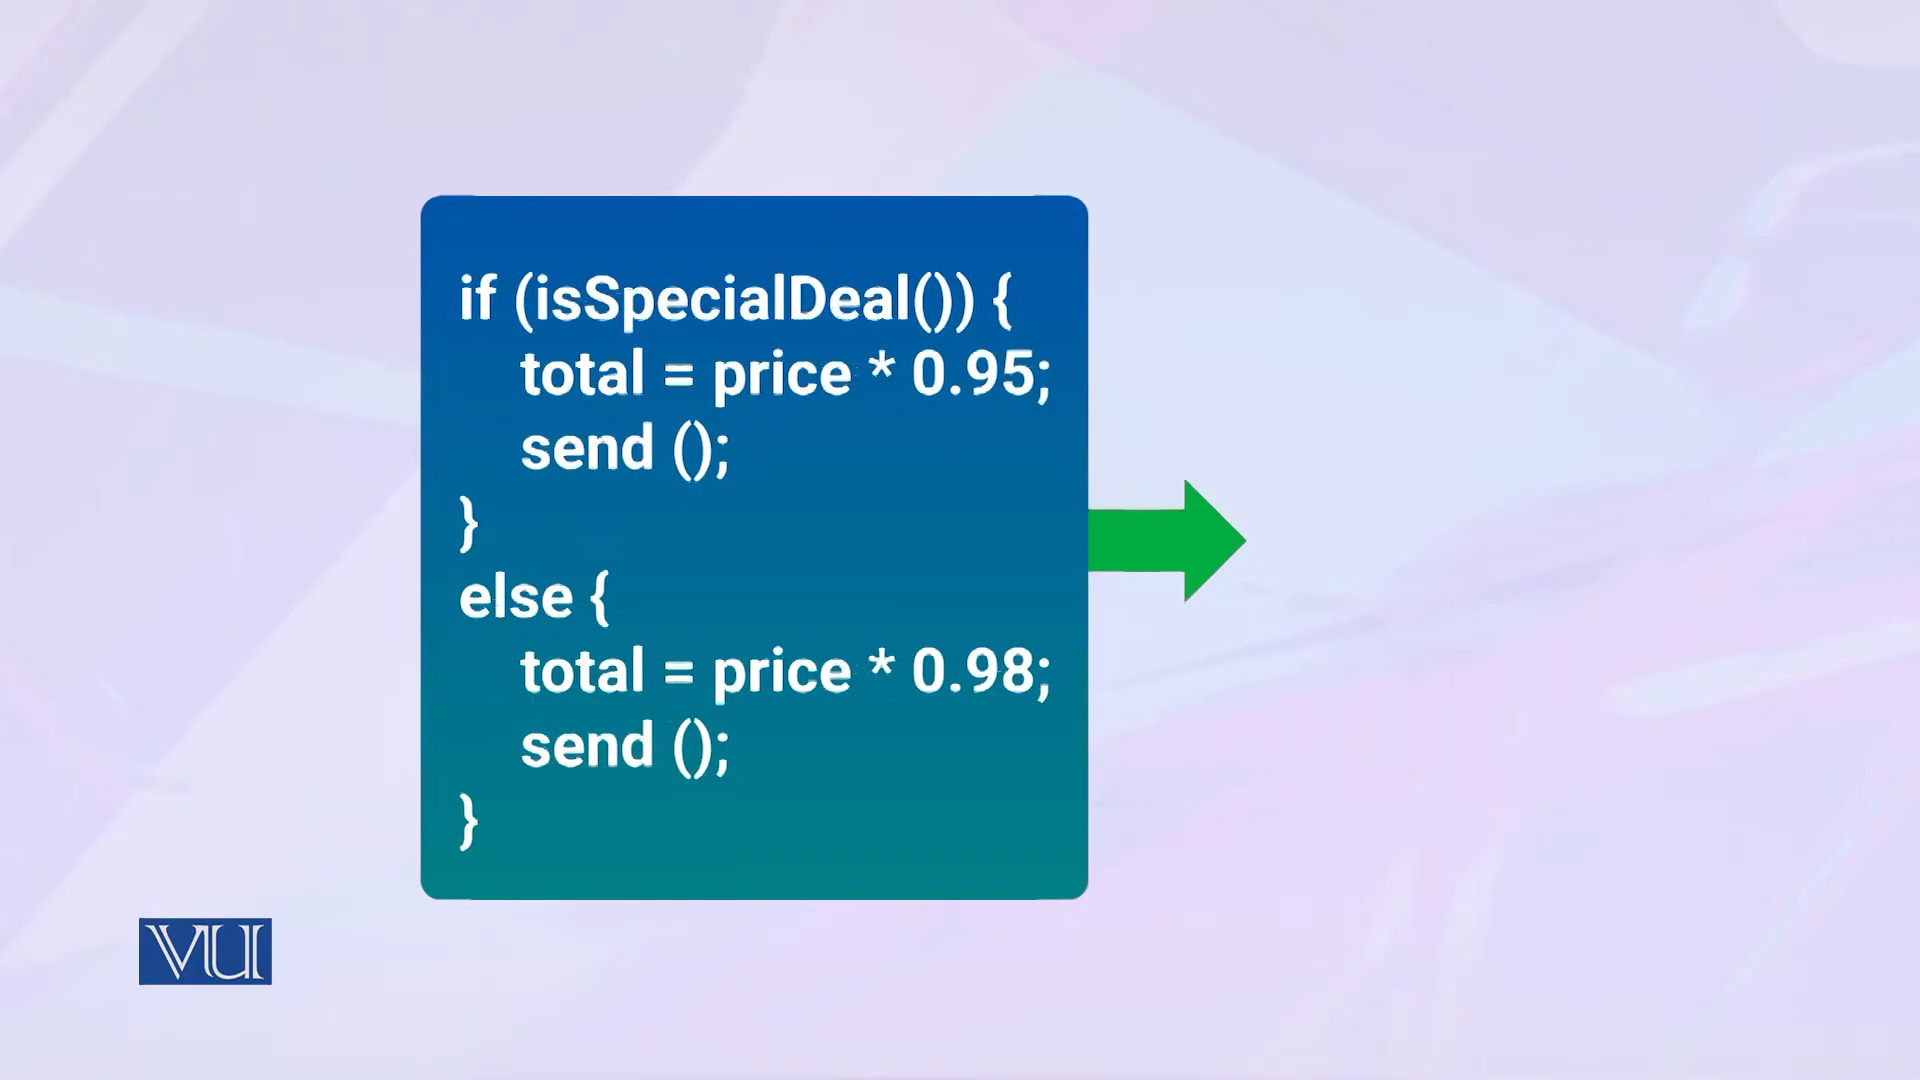 if (isSpecialDeal()) {
total = price * 0.95;
send ();
}
else {
total = price * 0.98;
send ();
}
VU